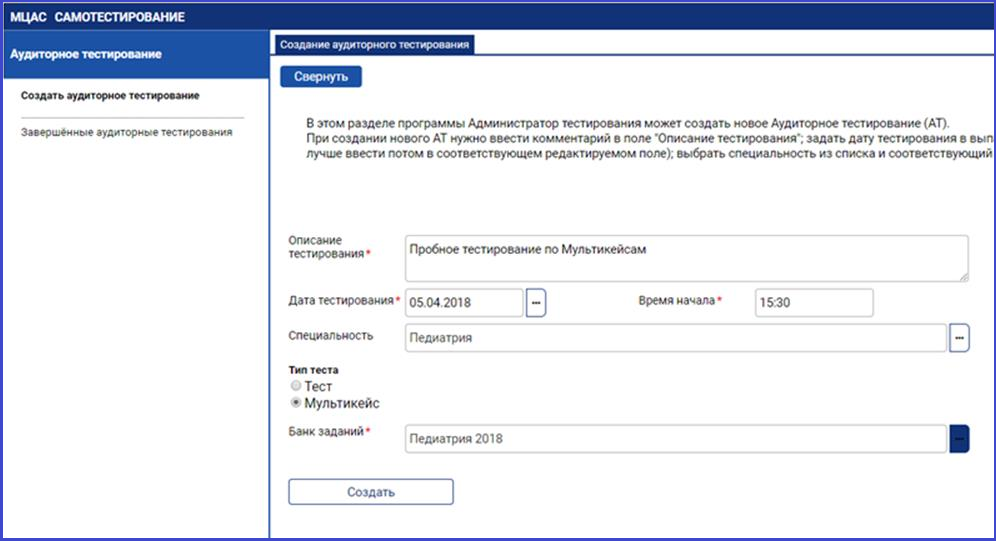 МЦАС САМОТЕСТИРОВАНИЕ
Аудиторное тестирование
Создать аудиторное тестирование
Завершённые аудиторные тестирования
Создание аудиторного тестирования
Свернуть
В этом разделе программы Администратор тестирования может создать новое Аудиторное тестирование (АТ).
При создании нового АТ нужно ввести комментарий в поле "Описание тестирования"; задать дату тестирования в вып
лучше ввести потом в соответствующем редактируемом поле); выбрать специальность из списка и соответствующий
Описание
тестирования*
Пробное тестирование по Мультикейсам
Дата тестирования* 05.04.2018 ... Время начала* 15:30
Специальность Педиатрия ...
Тип теста
Тест
Мультикейс
Банк заданий* Педиатрия 2018 ...
Создать